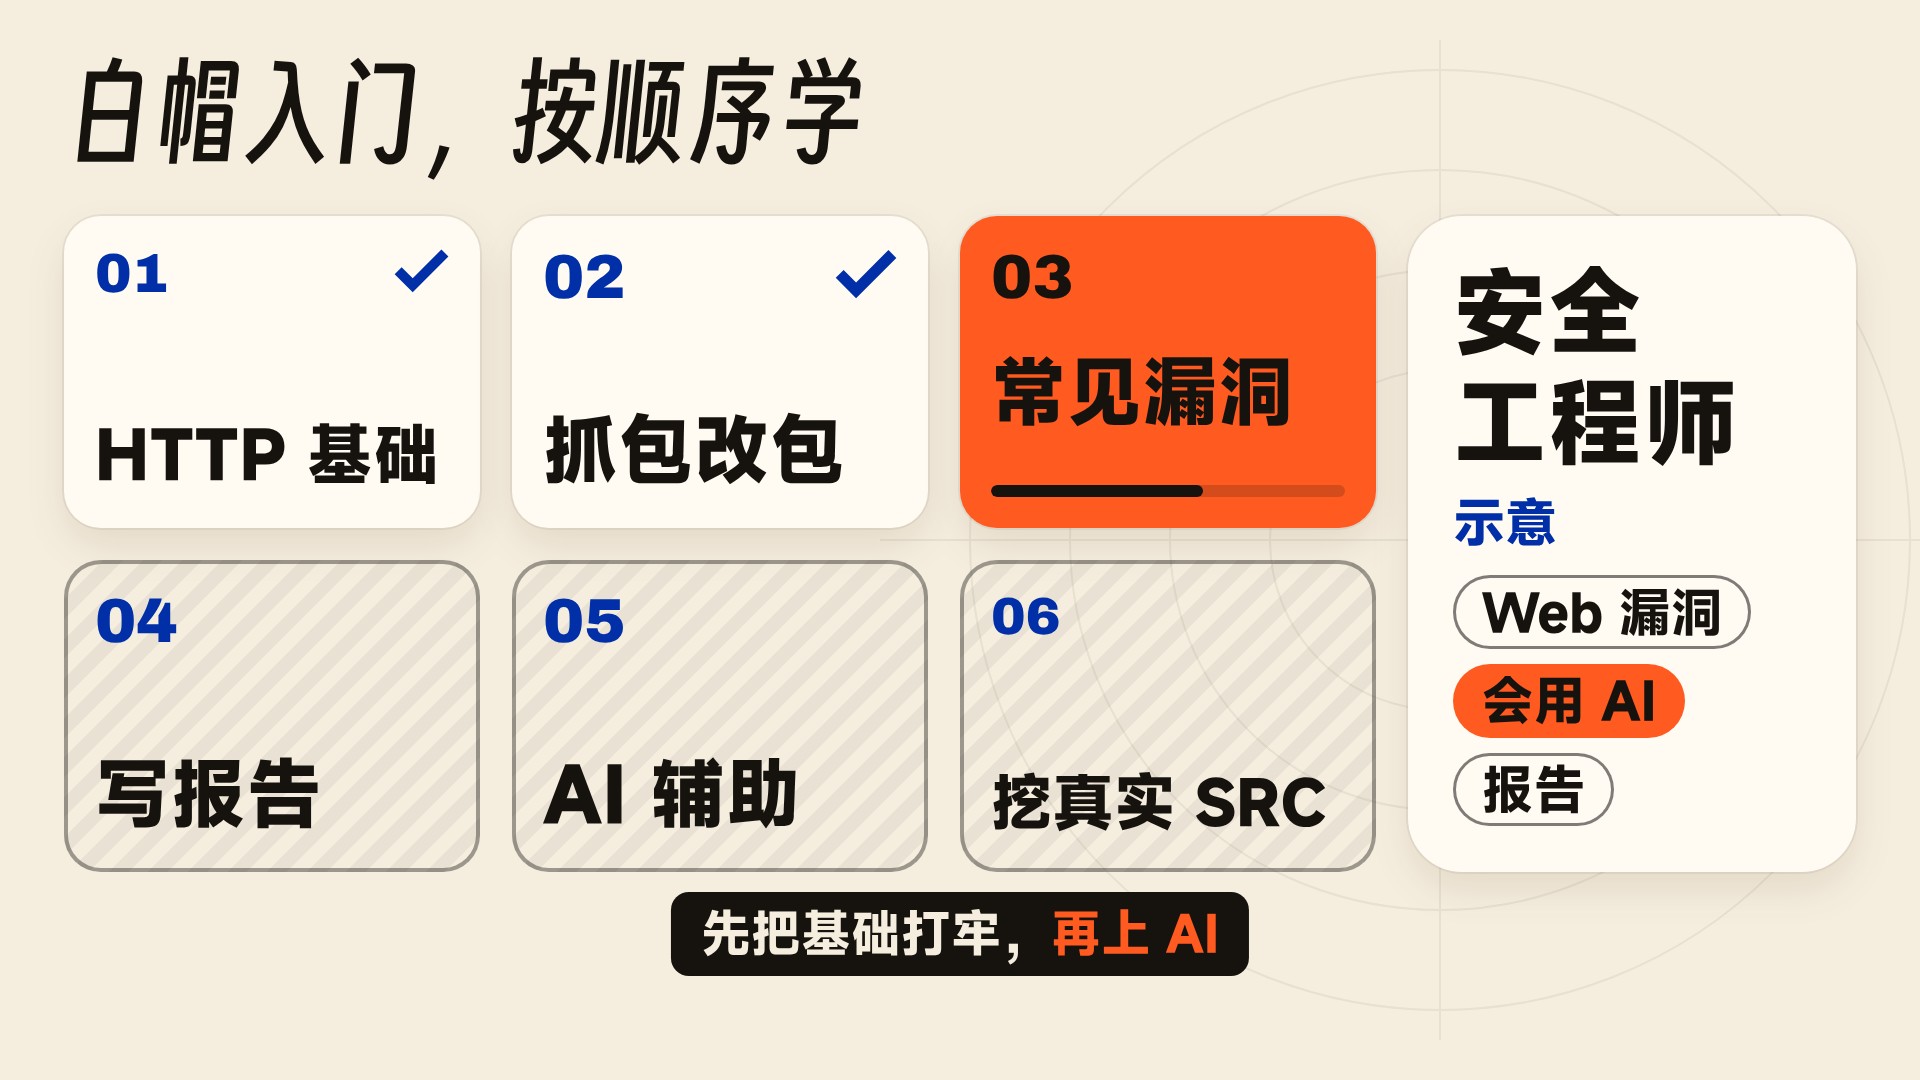 白帽入门，按顺序学
01
HTTP 基础
02
抓包改包
03
常见漏洞
04
写报告
05
AI 辅助
06
挖真实 SRC
安全
工程师
示意
Web 漏洞
会用 AI
报告
先把基础打牢，再上 AI